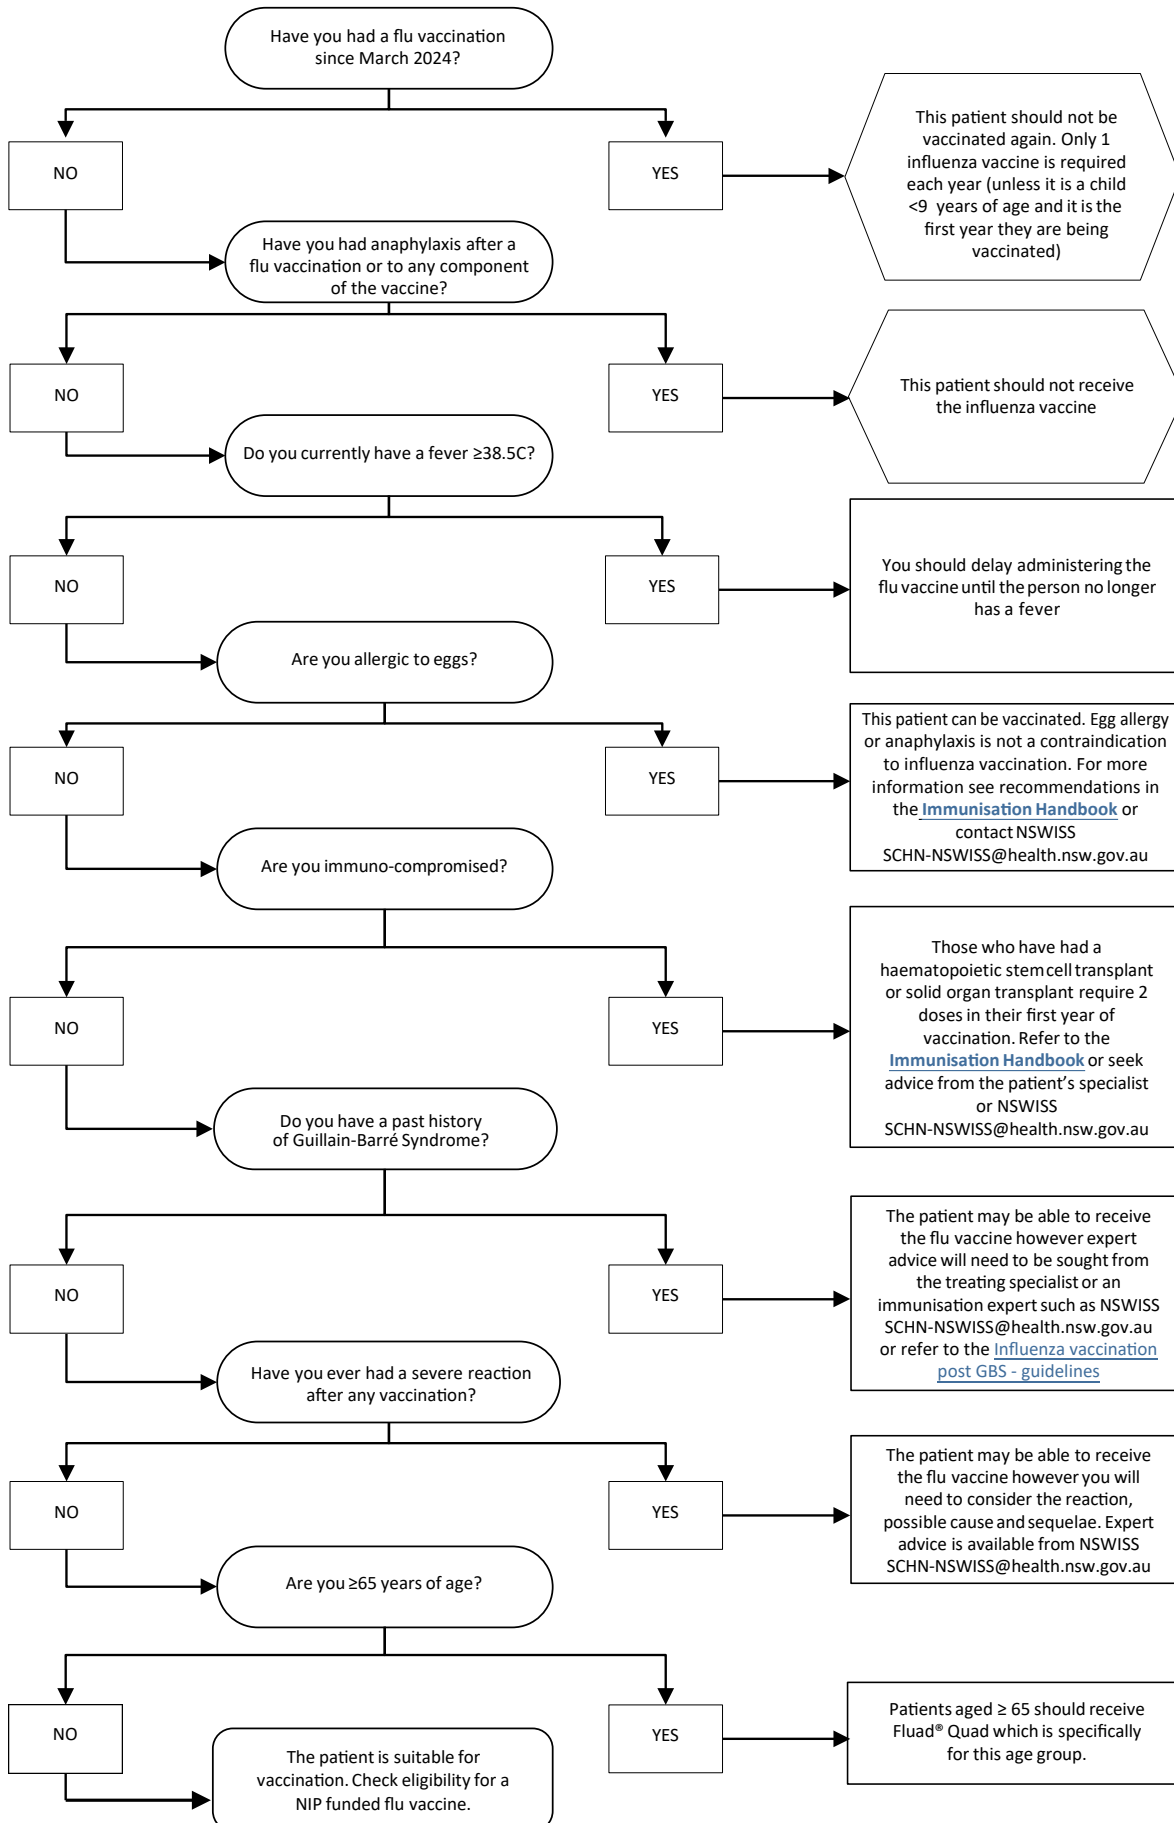 Have you had a flu vaccination
since March 2024?
NO
YES
This patient should not be
vaccinated again. Only 1
influenza vaccine is required
each year (unless it is a child
<9 years of age and it is the
first year they are being
vaccinated)
Have you had anaphylaxis after a
flu vaccination or to any component
of the vaccine?
NO
YES
This patient should not receive
the influenza vaccine
Do you currently have a fever ≥38.5C?
NO
YES
You should delay administering the
flu vaccine until the person no longer
has a fever
Are you allergic to eggs?
NO
YES
This patient can be vaccinated. Egg allergy
or anaphylaxis is not a contraindication
to influenza vaccination. For more
information see recommendations in
the Immunisation Handbook or
contact NSWISS
SCHN-NSWISS@health.nsw.gov.au
Are you immuno-compromised?
NO
YES
Those who have had a
haematopoietic stem cell transplant
or solid organ transplant require 2
doses in their first year of
vaccination. Refer to the
Immunisation Handbook or seek
advice from the patient's specialist
or NSWISS
SCHN-NSWISS@health.nsw.gov.au
Do you have a past history
of Guillain-Barré Syndrome?
NO
YES
The patient may be able to receive
the flu vaccine however expert
advice will need to be sought from
the treating specialist or an
immunisation expert such as NSWISS
SCHN-NSWISS@health.nsw.gov.au
or refer to the Influenza vaccination
post GBS - guidelines
Have you ever had a severe reaction
after any vaccination?
NO
YES
The patient may be able to receive
the flu vaccine however you will
need to consider the reaction,
possible cause and sequelae. Expert
advice is available from NSWISS
SCHN-NSWISS@health.nsw.gov.au
Are you ≥65 years of age?
NO
YES
Patients aged ≥ 65 should receive
Fluad® Quad which is specifically
for this age group.
The patient is suitable for
vaccination. Check eligibility for a
NIP funded flu vaccine.